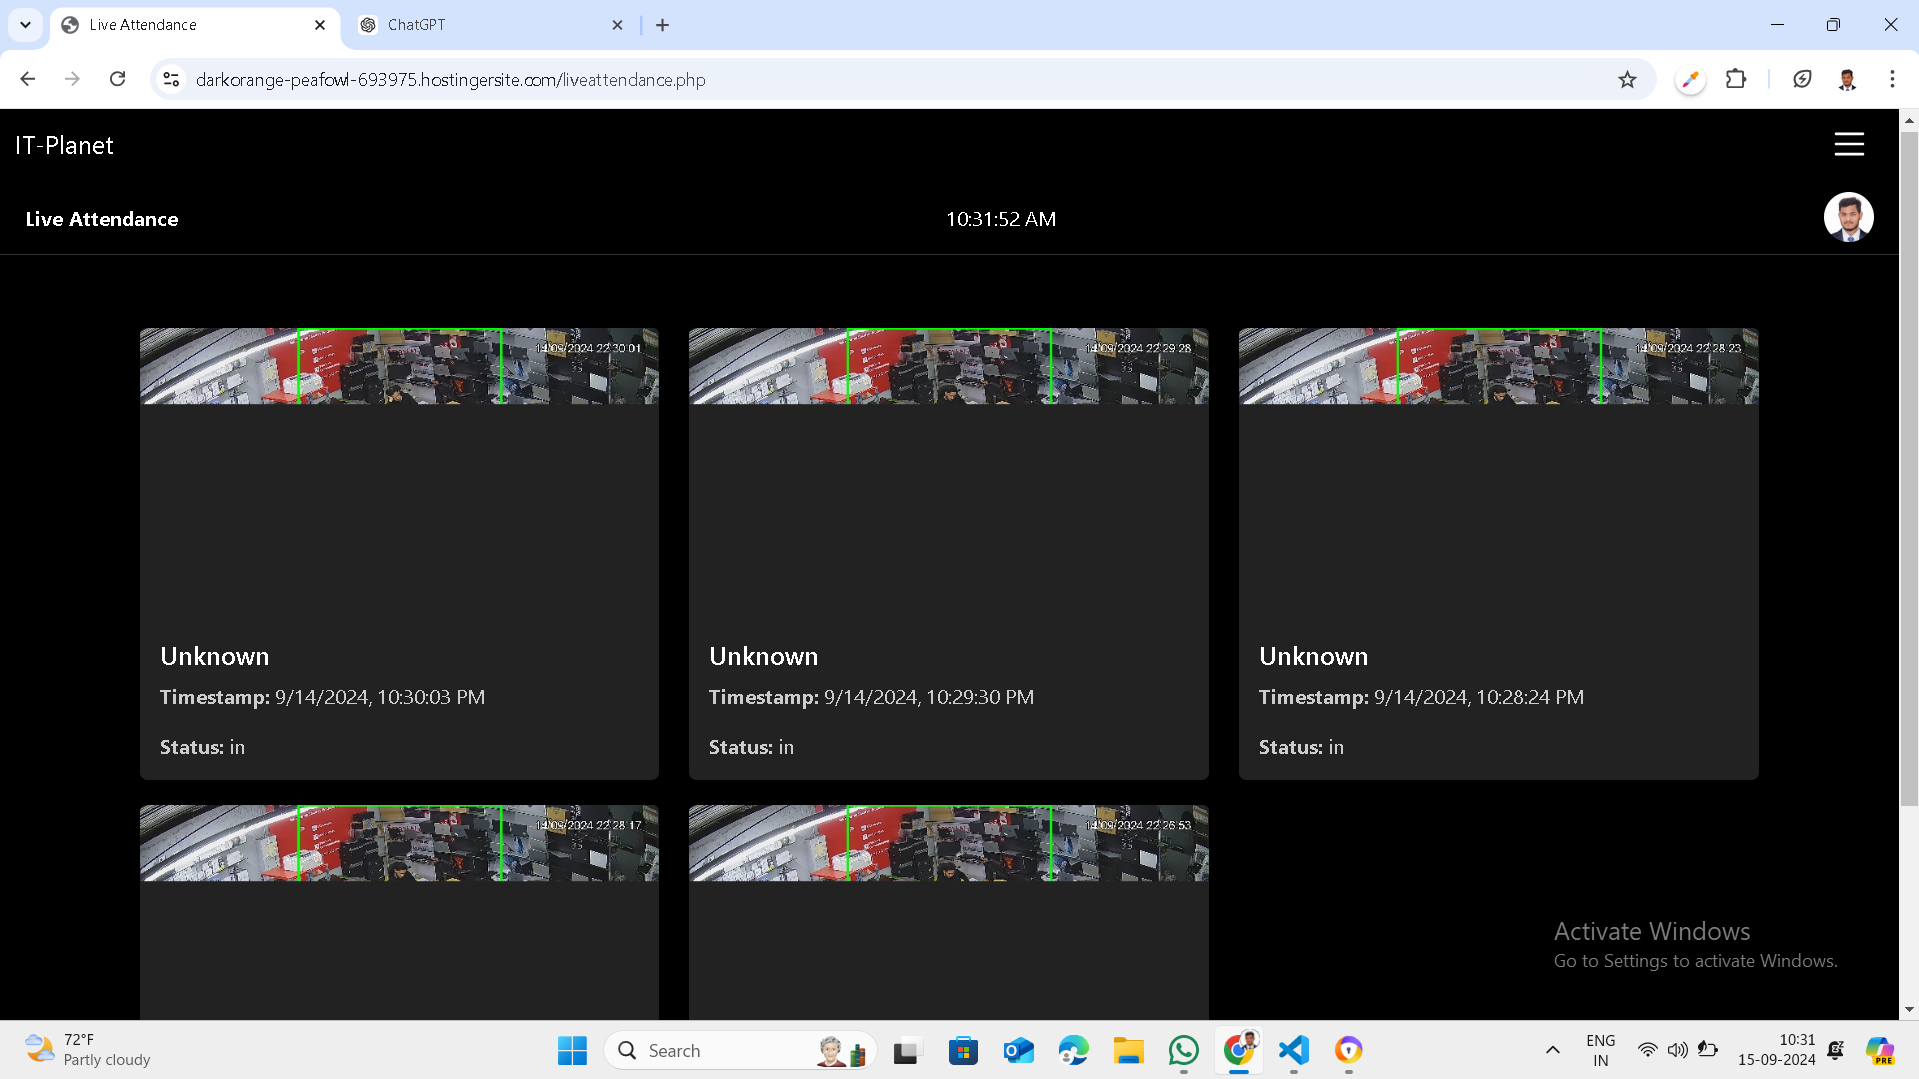 Live Attendance
ChatGPT
darkorange-peafowl-693975.hostingersite.com/liveattendance.php
IT-Planet
Live Attendance
10:31:52 AM
14/09/2024 22:30:01
14/09/2024 22:29:28
14/09/2024 22:28:23
Unknown
Timestamp: 9/14/2024, 10:30:03 PM
Status: in
Unknown
Timestamp: 9/14/2024, 10:29:30 PM
Status: in
Unknown
Timestamp: 9/14/2024, 10:28:24 PM
Status: in
14/09/2024 22:28:17
14/09/2024 22:26:53
Activate Windows
Go to Settings to activate Windows.
72°F
Partly cloudy
Search
ENG
IN
10:31
15-09-2024
PRE